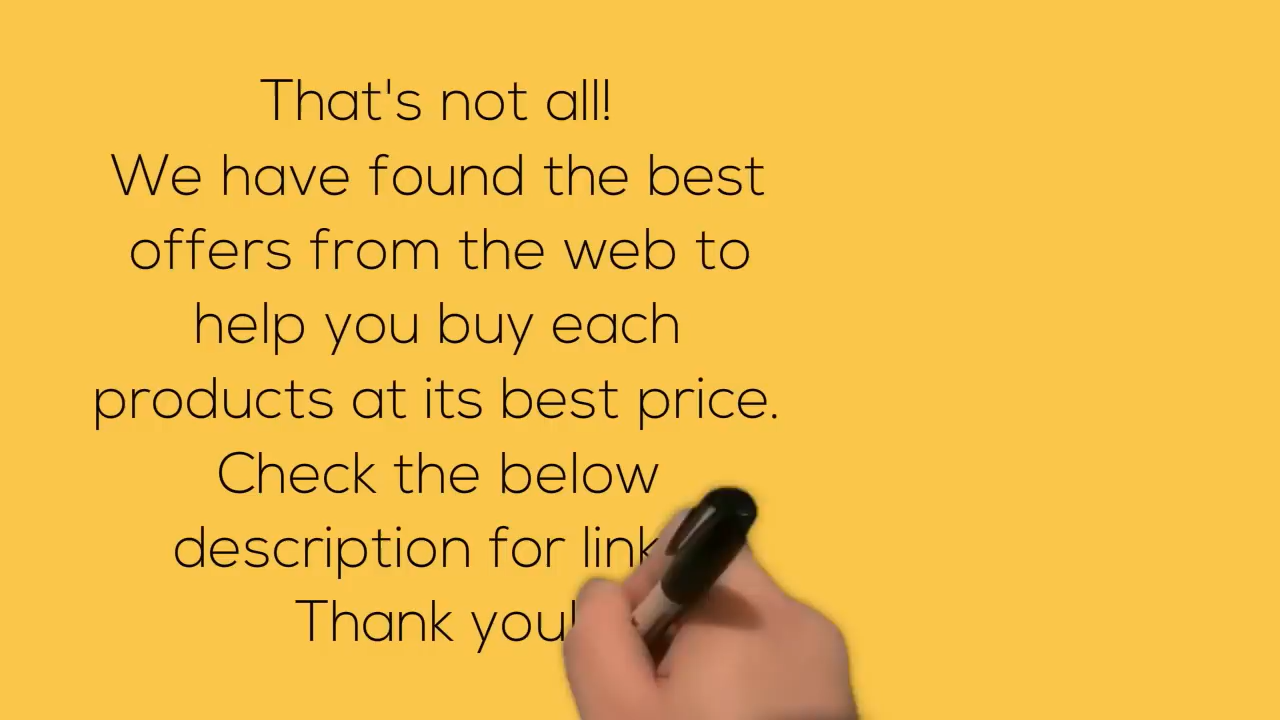 That's not all!
We have found the best
offers from the web to
help you buy each
products at its best price.
Check the below
description for link
Thank you!